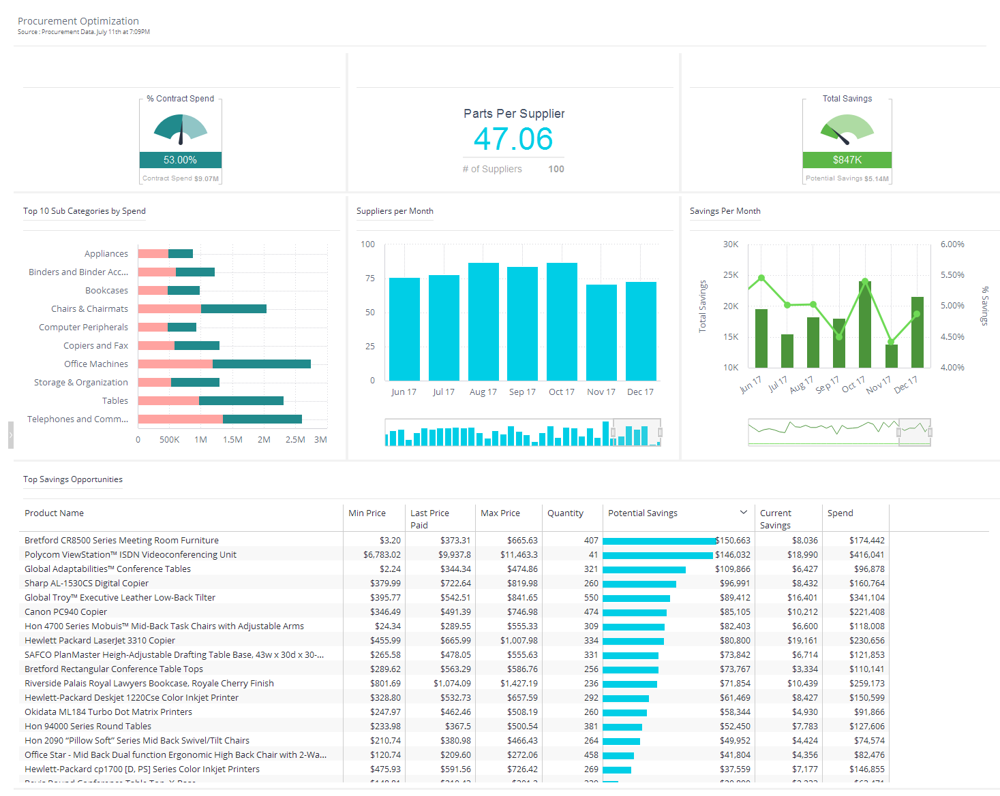 Procurement Optimization
Source : Procurement Data. July 11th at 7:09PM
% Contract Spend
53.00%
Contract Spend $9.07M
Parts Per Supplier
47.06
# of Suppliers 100
Total Savings
$847K
Potential Savings $5.14M
Top 10 Sub Categories by Spend
Appliances
Binders and Binder Acc...
Bookcases
Chairs & Chairmats
Computer Peripherals
Copiers and Fax
Office Machines
Storage & Organization
Tables
Telephones and Comm...
0 500K 1M 1.5M 2M 2.5M 3M
Suppliers per Month
100
75
50
25
0
Jun 17 Jul 17 Aug 17 Sep 17 Oct 17 Nov 17 Dec 17
Savings Per Month
Total Savings
30K
25K
20K
15K
10K
6.00%
5.50%
5.00%
4.50%
4.00%
% Savings
Jun 17 Jul 17 Aug 17 Sep 17 Oct 17 Nov 17 Dec 17
Top Savings Opportunities
Product Name Min Price Last Price Paid Max Price Quantity Potential Savings Current Savings Spend
Bretford CR8500 Series Meeting Room Furniture $3.20 $373.31 $665.63 407 $150,663 $8,036 $174,442
Polycom ViewStation™ ISDN Videoconferencing Unit $6,783.02 $9,937.8 $11,463.3 41 $146,032 $18,990 $416,041
Global Adaptabilities™ Conference Tables $2.24 $344.34 $474.86 321 $109,866 $6,427 $96,878
Sharp AL-1530CS Digital Copier $379.99 $722.64 $819.98 260 $96,991 $8,432 $160,764
Global Troy™ Executive Leather Low-Back Tilter $395.77 $542.51 $841.65 550 $89,412 $16,401 $341,104
Canon PC940 Copier $346.49 $491.39 $746.98 474 $85,105 $10,212 $221,408
Hon 4700 Series Mobuis™ Mid-Back Task Chairs with Adjustable Arms $24.34 $289.55 $555.33 309 $82,403 $6,600 $118,008
Hewlett Packard LaserJet 3310 Copier $455.99 $665.99 $1,007.98 334 $80,800 $19,161 $230,656
SAFCO PlanMaster Heigh-Adjustable Drafting Table Base, 43w x 30d x 30-... $265.58 $478.05 $555.63 331 $73,842 $6,714 $121,853
Bretford Rectangular Conference Table Tops $289.62 $563.29 $586.76 256 $73,767 $3,334 $110,141
Riverside Palais Royal Lawyers Bookcase, Royale Cherry Finish $801.69 $1,074.09 $1,427.19 236 $71,854 $10,439 $259,173
Hewlett-Packard Deskjet 1220Cse Color Inkjet Printer $328.80 $532.73 $657.59 292 $61,469 $8,427 $150,599
Okidata ML184 Turbo Dot Matrix Printers $247.97 $462.46 $508.19 260 $58,344 $4,930 $91,866
Hon 94000 Series Round Tables $233.98 $367.5 $500.54 381 $52,450 $7,783 $127,606
Hon 2090 “Pillow Soft” Series Mid Back Swivel/Tilt Chairs $210.74 $380.98 $466.43 264 $49,952 $4,424 $74,574
Office Star - Mid Back Dual function Ergonomic High Back Chair with 2-Wa... $120.74 $209.60 $272.06 458 $41,804 $4,356 $82,476
Hewlett-Packard cp1700 [D, PS] Series Color Inkjet Printers $475.93 $591.56 $726.42 269 $37,559 $7,177 $146,855